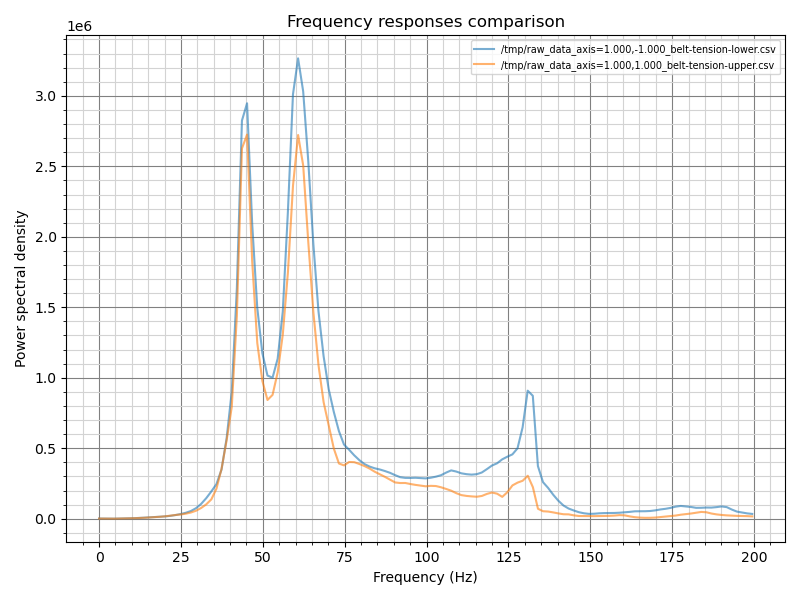 Frequency responses comparison
1e6
/tmp/raw_data_axis=1.000,-1.000_belt-tension-lower.csv
/tmp/raw_data_axis=1.000,1.000_belt-tension-upper.csv
3.0
2.5
2.0
1.5
1.0
0.5
0.0
Power spectral density
0 25 50 75 100 125 150 175 200
Frequency (Hz)